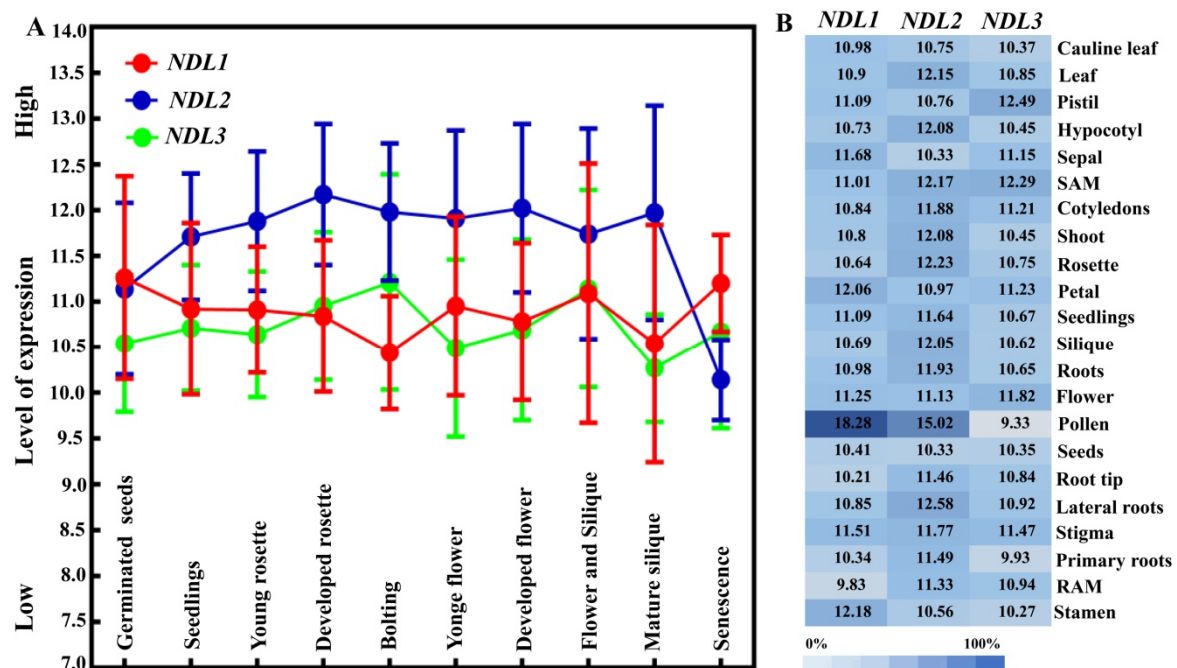 A
14.0
13.5
13.0
12.5
12.0
11.5
11.0
10.5
10.0
9.5
9.0
8.5
8.0
7.5
7.0
High
Level of expression
Low
NDL1
NDL2
NDL3
Germinated seeds
Seedlings
Young rosette
Developed rosette
Bolting
Yonge flower
Developed flower
Flower and Silique
Mature silique
Senescence
B
NDL1 NDL2 NDL3
10.98 10.75 10.37 Cauline leaf
10.9 12.15 10.85 Leaf
11.09 10.76 12.49 Pistil
10.73 12.08 10.45 Hypocotyl
11.68 10.33 11.15 Sepal
11.01 12.17 12.29 SAM
10.84 11.88 11.21 Cotyledons
10.8 12.08 10.45 Shoot
10.64 12.23 10.75 Rosette
12.06 10.97 11.23 Petal
11.09 11.64 10.67 Seedlings
10.69 12.05 10.62 Silique
10.98 11.93 10.65 Roots
11.25 11.13 11.82 Flower
18.28 15.02 9.33 Pollen
10.41 10.33 10.35 Seeds
10.21 11.46 10.84 Root tip
10.85 12.58 10.92 Lateral roots
11.51 11.77 11.47 Stigma
10.34 11.49 9.93 Primary roots
9.83 11.33 10.94 RAM
12.18 10.56 10.27 Stamen
0% 100%